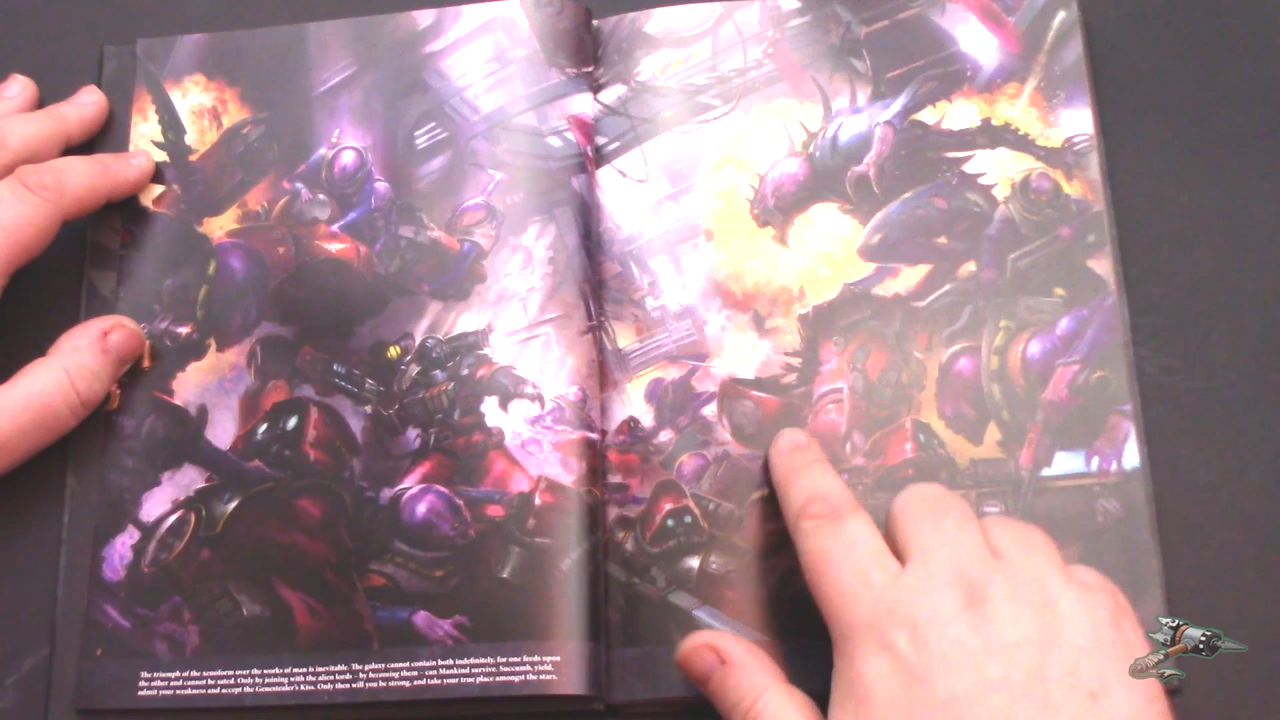 The triumph of the xenoform over the works of man is inevitable. The galaxy cannot contain both indefinitely, for one feeds upon
the other and cannot be sated. Only by joining with the alien lords – by becoming them – can Mankind survive. Succumb, yield,
admit your weakness and accept the Genestealer's Kiss. Only then will you be strong, and take your true place amongst the stars.